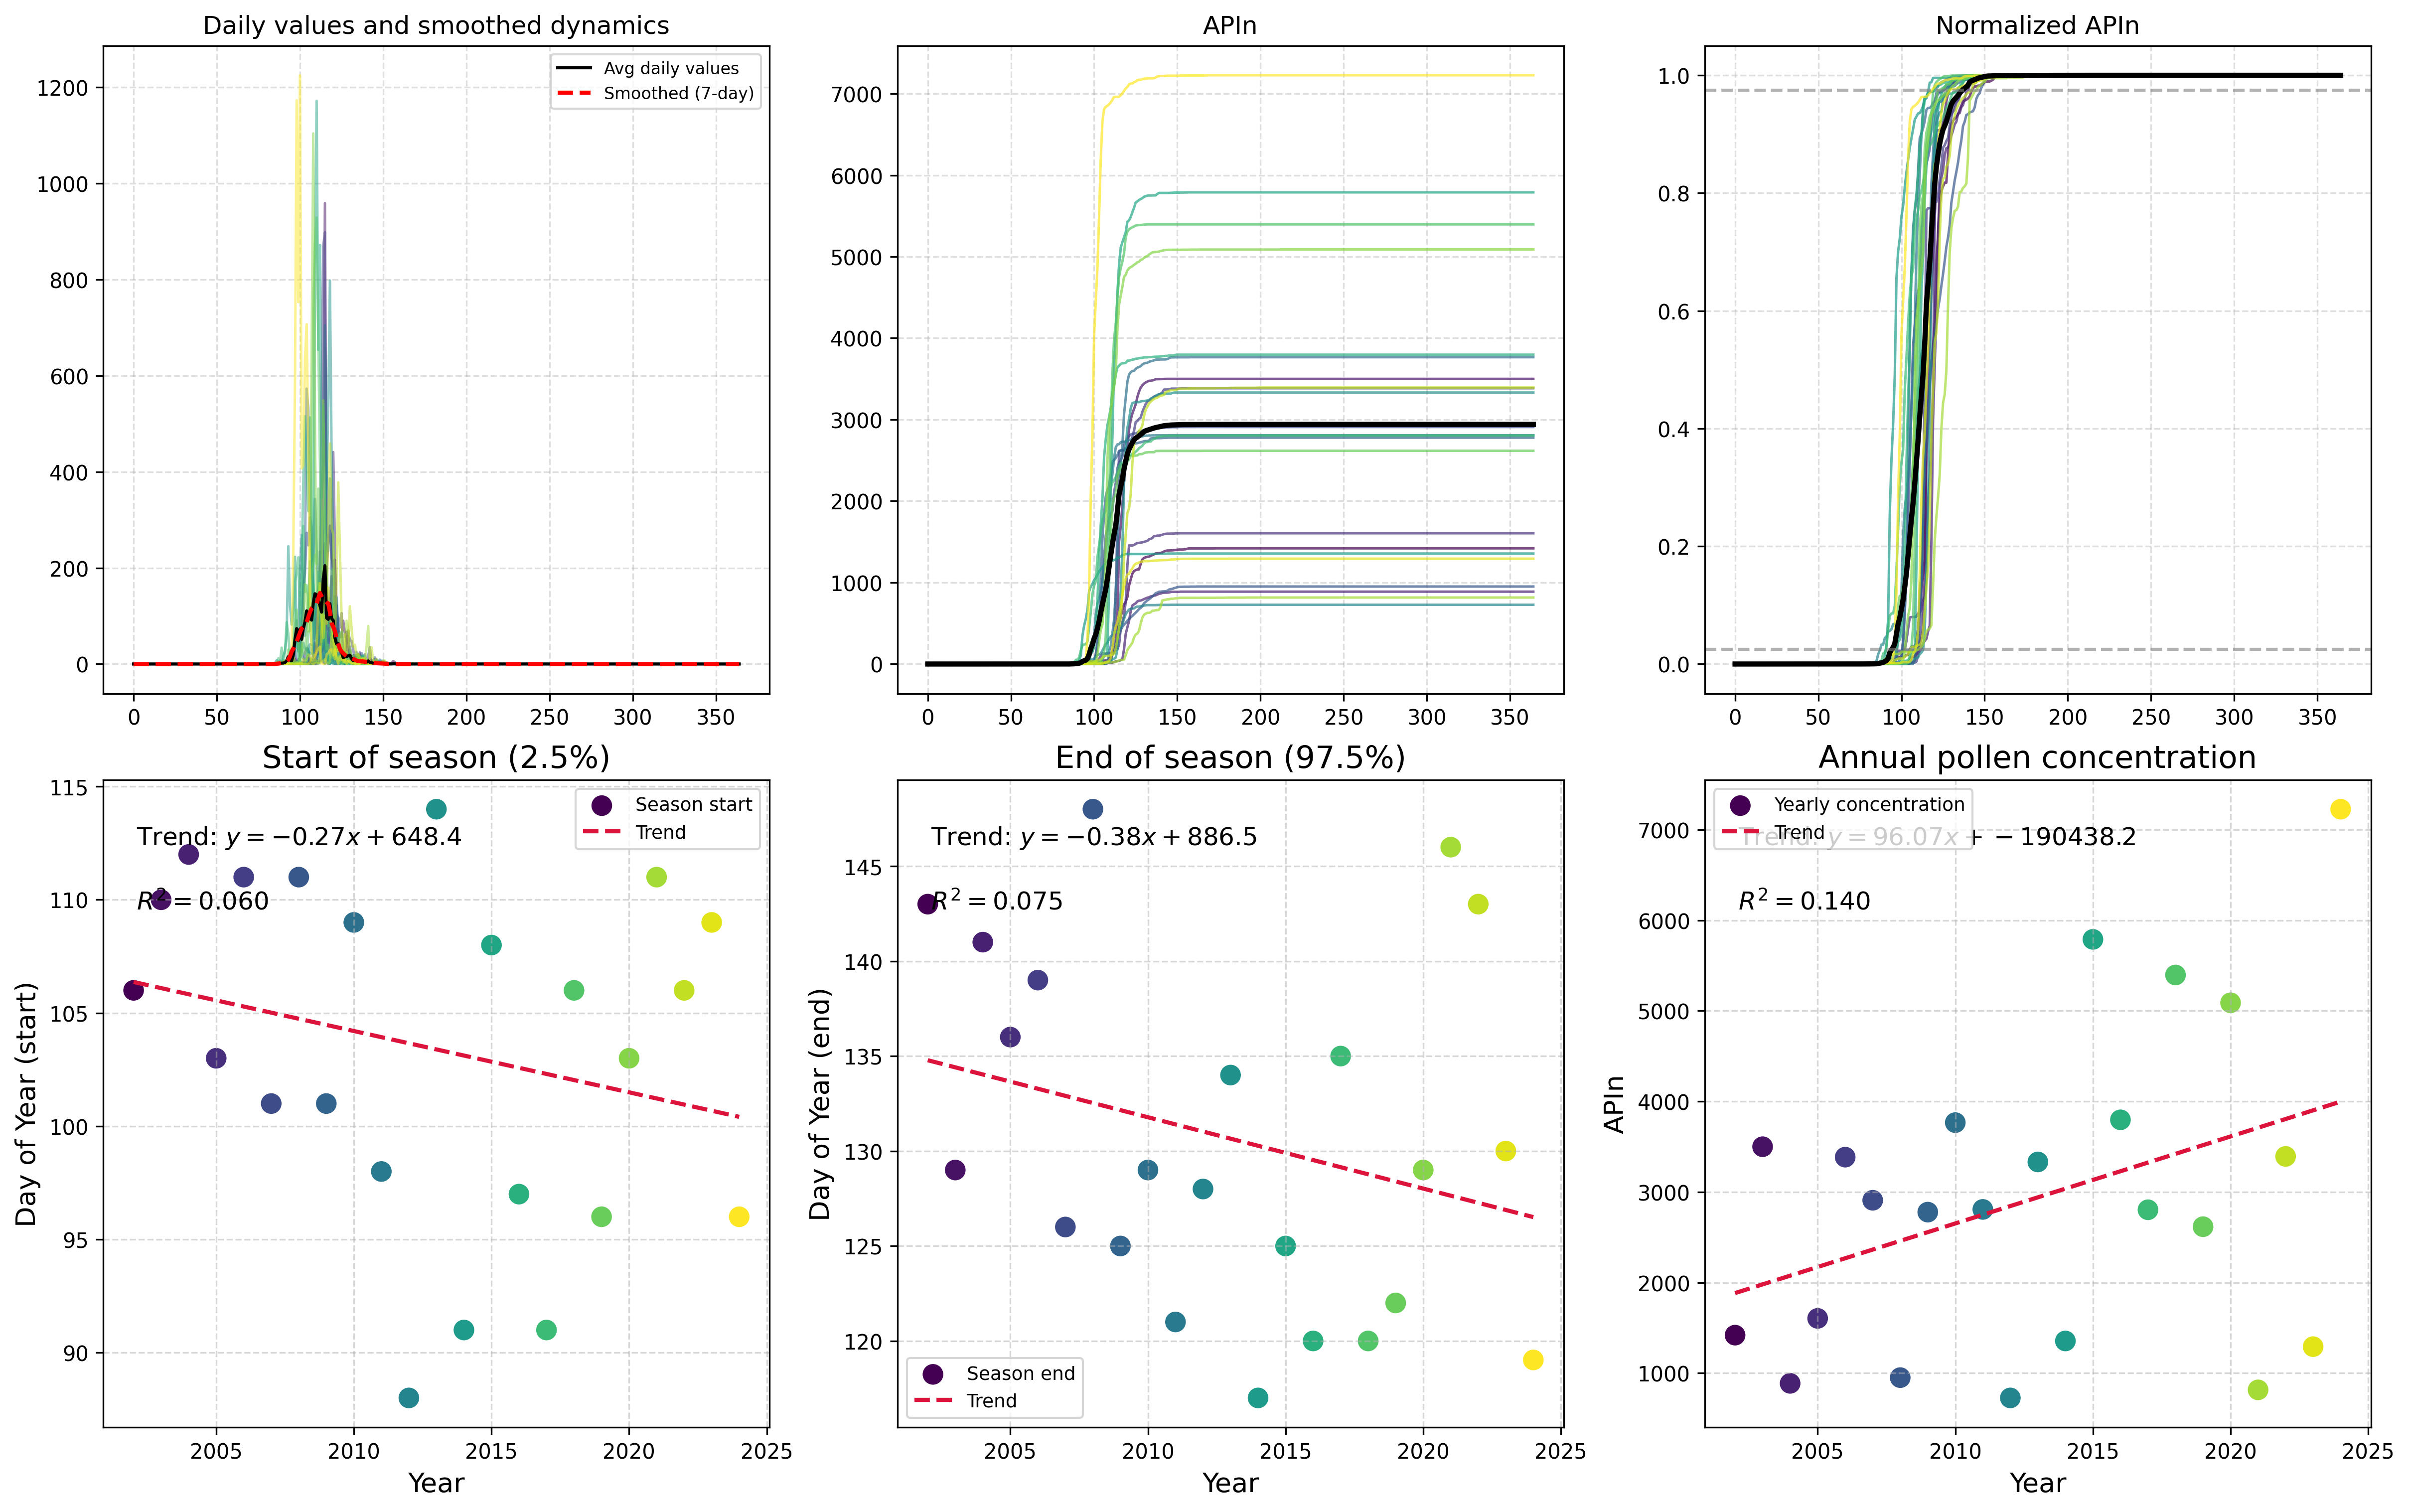 Daily values and smoothed dynamics
Avg daily values
Smoothed (7-day)
1200
1000
800
600
400
200
0
0 50 100 150 200 250 300 350
APIn
7000
6000
5000
4000
3000
2000
1000
0
0 50 100 150 200 250 300 350
Normalized APIn
1.0
0.8
0.6
0.4
0.2
0.0
0 50 100 150 200 250 300 350
Start of season (2.5%)
Season start
Trend
Trend: y = −0.27x + 648.4
R² = 0.060
Day of Year (start)
115
110
105
100
95
90
2005 2010 2015 2020 2025
Year
End of season (97.5%)
Trend: y = −0.38x + 886.5
R² = 0.075
Day of Year (end)
145
140
135
130
125
120
Season end
Trend
2005 2010 2015 2020 2025
Year
Annual pollen concentration
Yearly concentration
Trend
Trend: y = 96.07x + − 190438.2
R² = 0.140
APIn
7000
6000
5000
4000
3000
2000
1000
2005 2010 2015 2020 2025
Year